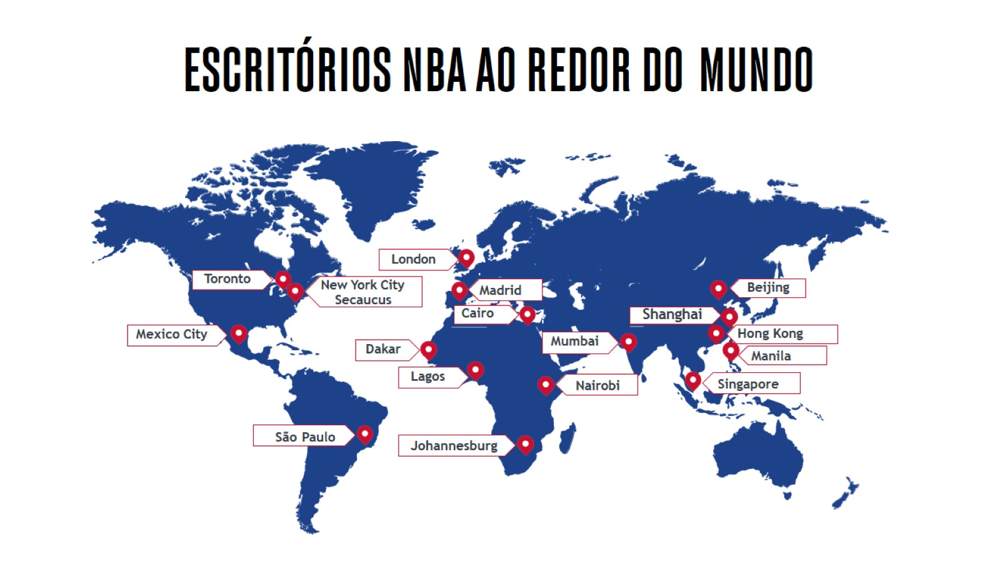 ESCRITÓRIOS NBA AO REDOR DO MUNDO
London
Toronto
New York City
Secaucus
Madrid
Beijing
Cairo
Shanghai
Mexico City
Hong Kong
Mumbai
Dakar
Manila
Lagos
Nairobi
Singapore
São Paulo
Johannesburg